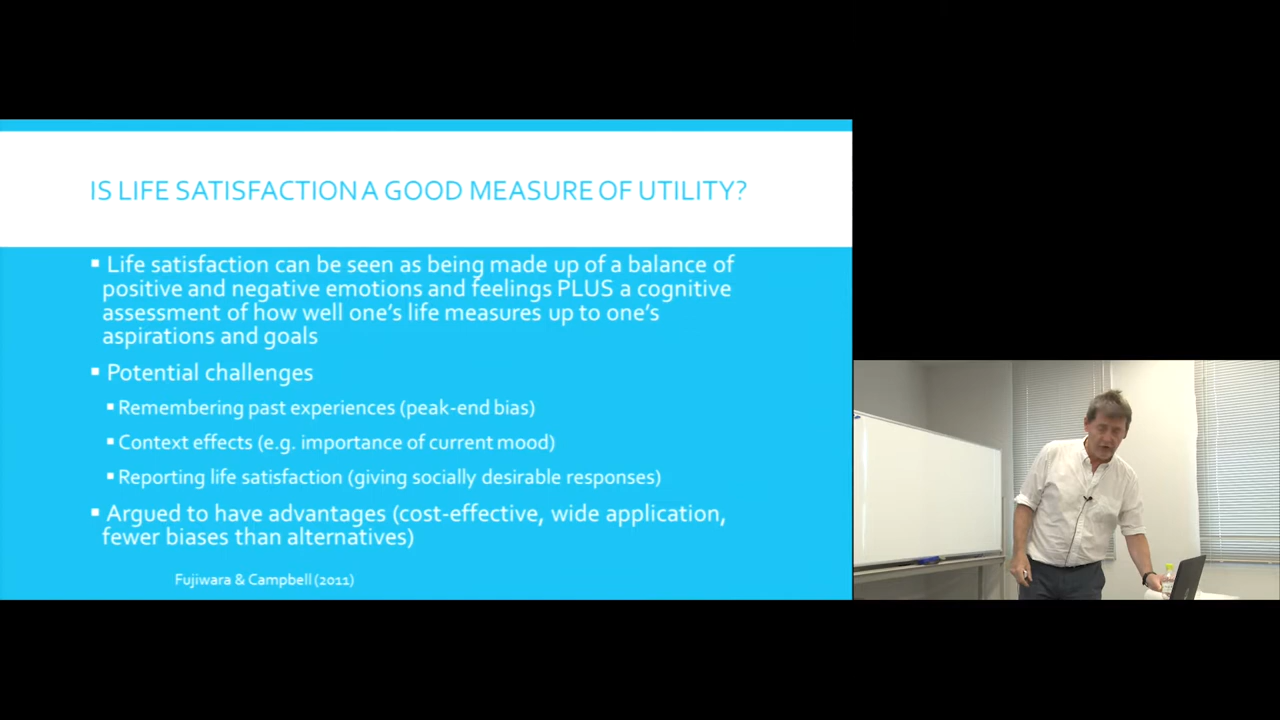 IS LIFE SATISFACTION A GOOD MEASURE OF UTILITY?
▪ Life satisfaction can be seen as being made up of a balance of
positive and negative emotions and feelings PLUS a cognitive
assessment of how well one's life measures up to one's
aspirations and goals
▪ Potential challenges
▪ Remembering past experiences (peak-end bias)
▪ Context effects (e.g. importance of current mood)
▪ Reporting life satisfaction (giving socially desirable responses)
▪ Argued to have advantages (cost-effective, wide application,
fewer biases than alternatives)
Fujiwara & Campbell (2011)